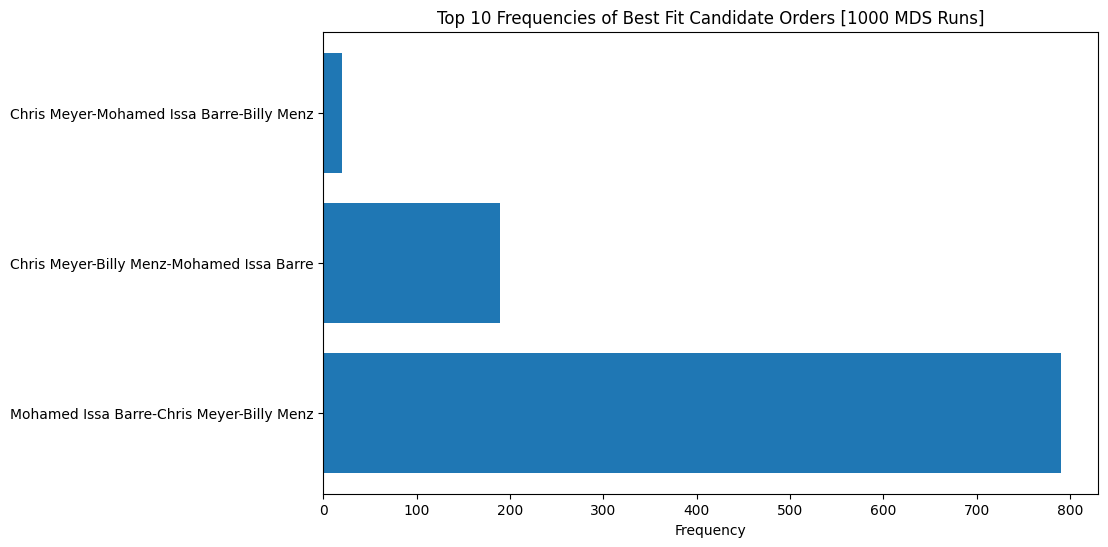 Top 10 Frequencies of Best Fit Candidate Orders [1000 MDS Runs]
Chris Meyer-Mohamed Issa Barre-Billy Menz
Chris Meyer-Billy Menz-Mohamed Issa Barre
Mohamed Issa Barre-Chris Meyer-Billy Menz
0 100 200 300 400 500 600 700 800
Frequency